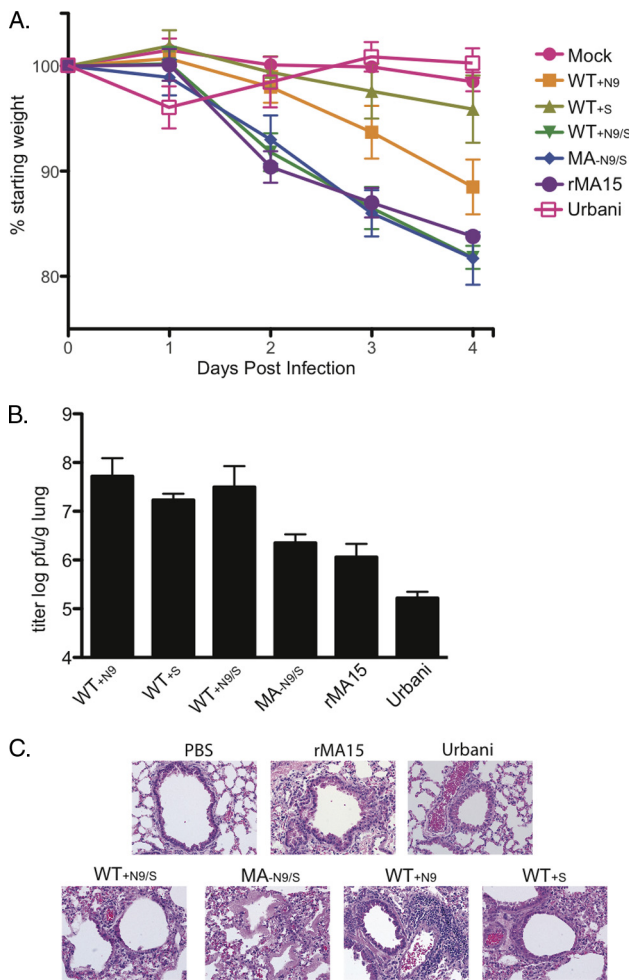 A.
% starting weight
100
90
80
0 1 2 3 4
Days Post Infection
Mock
WT+N9
WT+S
WT+N9/S
MA-N9/S
rMA15
Urbani
B.
titer log pfu/g lung
9
8
7
6
5
4
WT+N9 WT+S WT+N9/S MA-N9/S rMA15 Urbani
C.
PBS rMA15 Urbani
WT+N9/S MA-N9/S WT+N9 WT+S